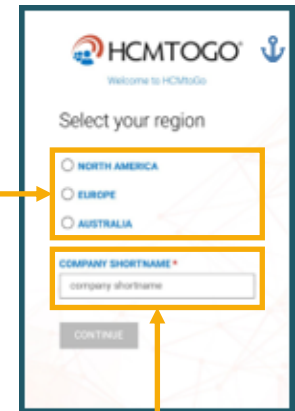 HCMTOGO®
Welcome to HCMtoGo
Select your region
NORTH AMERICA
EUROPE
AUSTRALIA
COMPANY SHORTNAME *
company shortname
CONTINUE